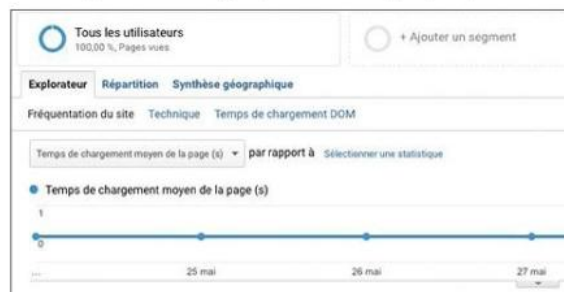 Tous les utilisateurs
100,00 %, Pages vues
+ Ajouter un segment
Explorateur Répartition Synthèse géographique
Fréquentation du site Technique Temps de chargement DOM
Temps de chargement moyen de la page (s) par rapport à Sélectionner une statistique
Temps de chargement moyen de la page (s)
1
0
... 25 mai 26 mai 27 mai